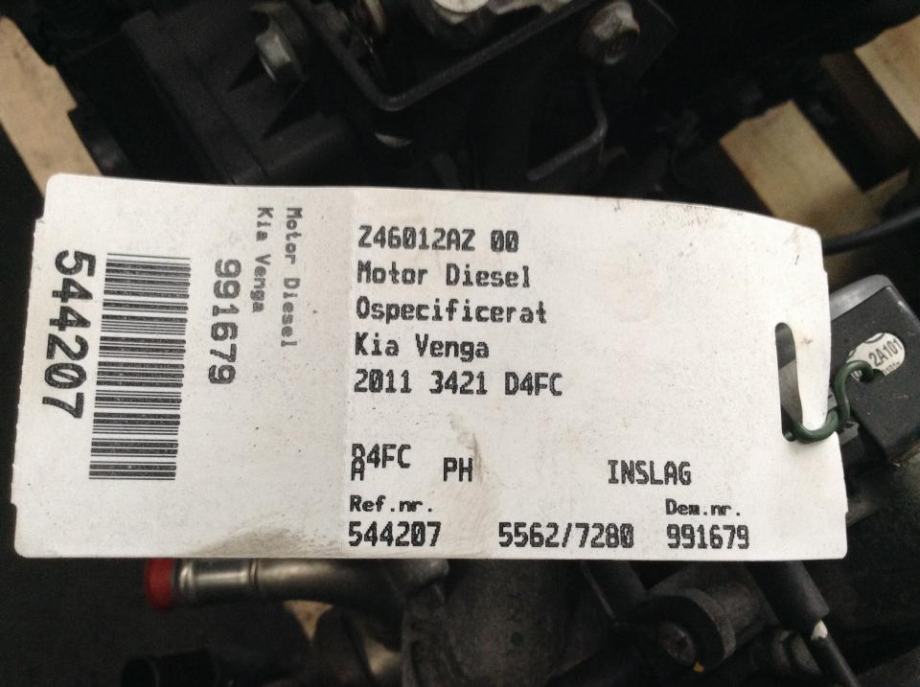 Z46012AZ 00
Motor Diesel
Ospecificerat
Kia Venga
2011 3421 D4FC
D4FC
A PH INSLAG
Ref.nr. Dem.nr.
544207 5562/7280 991679
Motor Diesel
Kia Venga
991679
544207
2A101